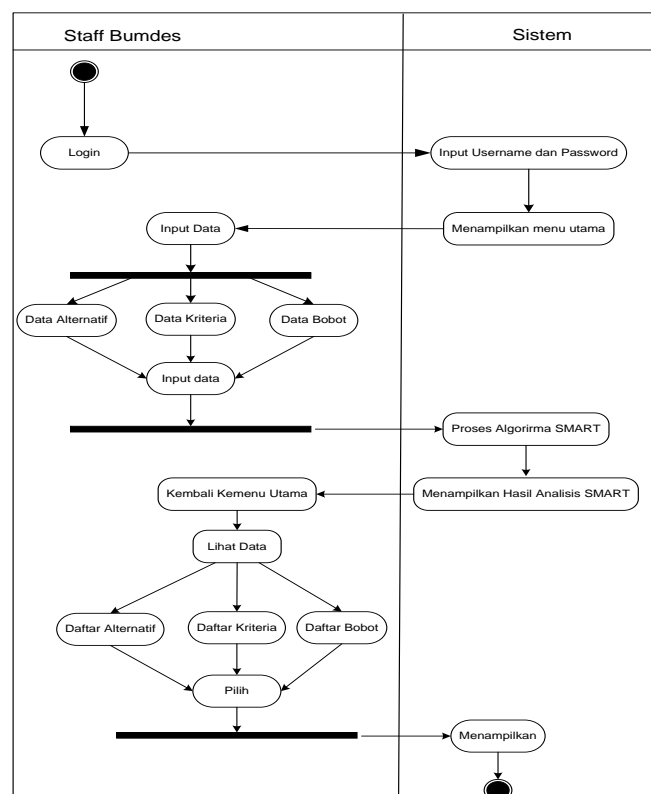 Staff Bumdes
Sistem
Login
Input Username dan Password
Input Data
Menampilkan menu utama
Data Alternatif
Data Kriteria
Data Bobot
Input data
Proses Algorirma SMART
Kembali Kemenu Utama
Menampilkan Hasil Analisis SMART
Lihat Data
Daftar Alternatif
Daftar Kriteria
Daftar Bobot
Pilih
Menampilkan